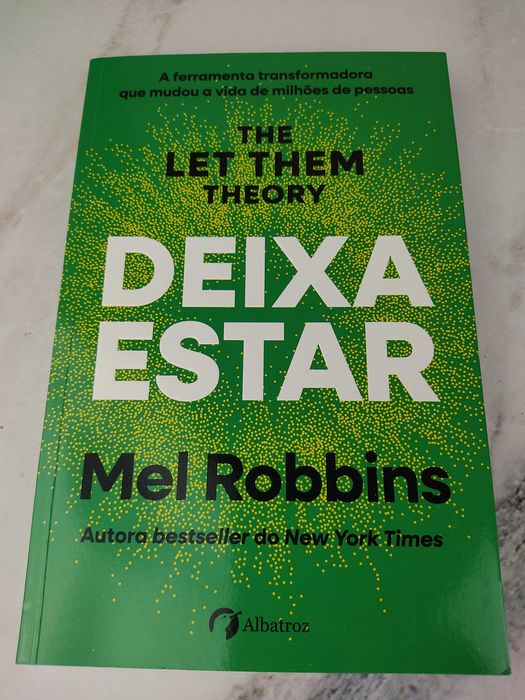 A ferramenta transformadora
que mudou a vida de milhões de pessoas
THE
LET THEM
THEORY
DEIXA
ESTAR
Mel Robbins
Autora bestseller do New York Times
Albatroz